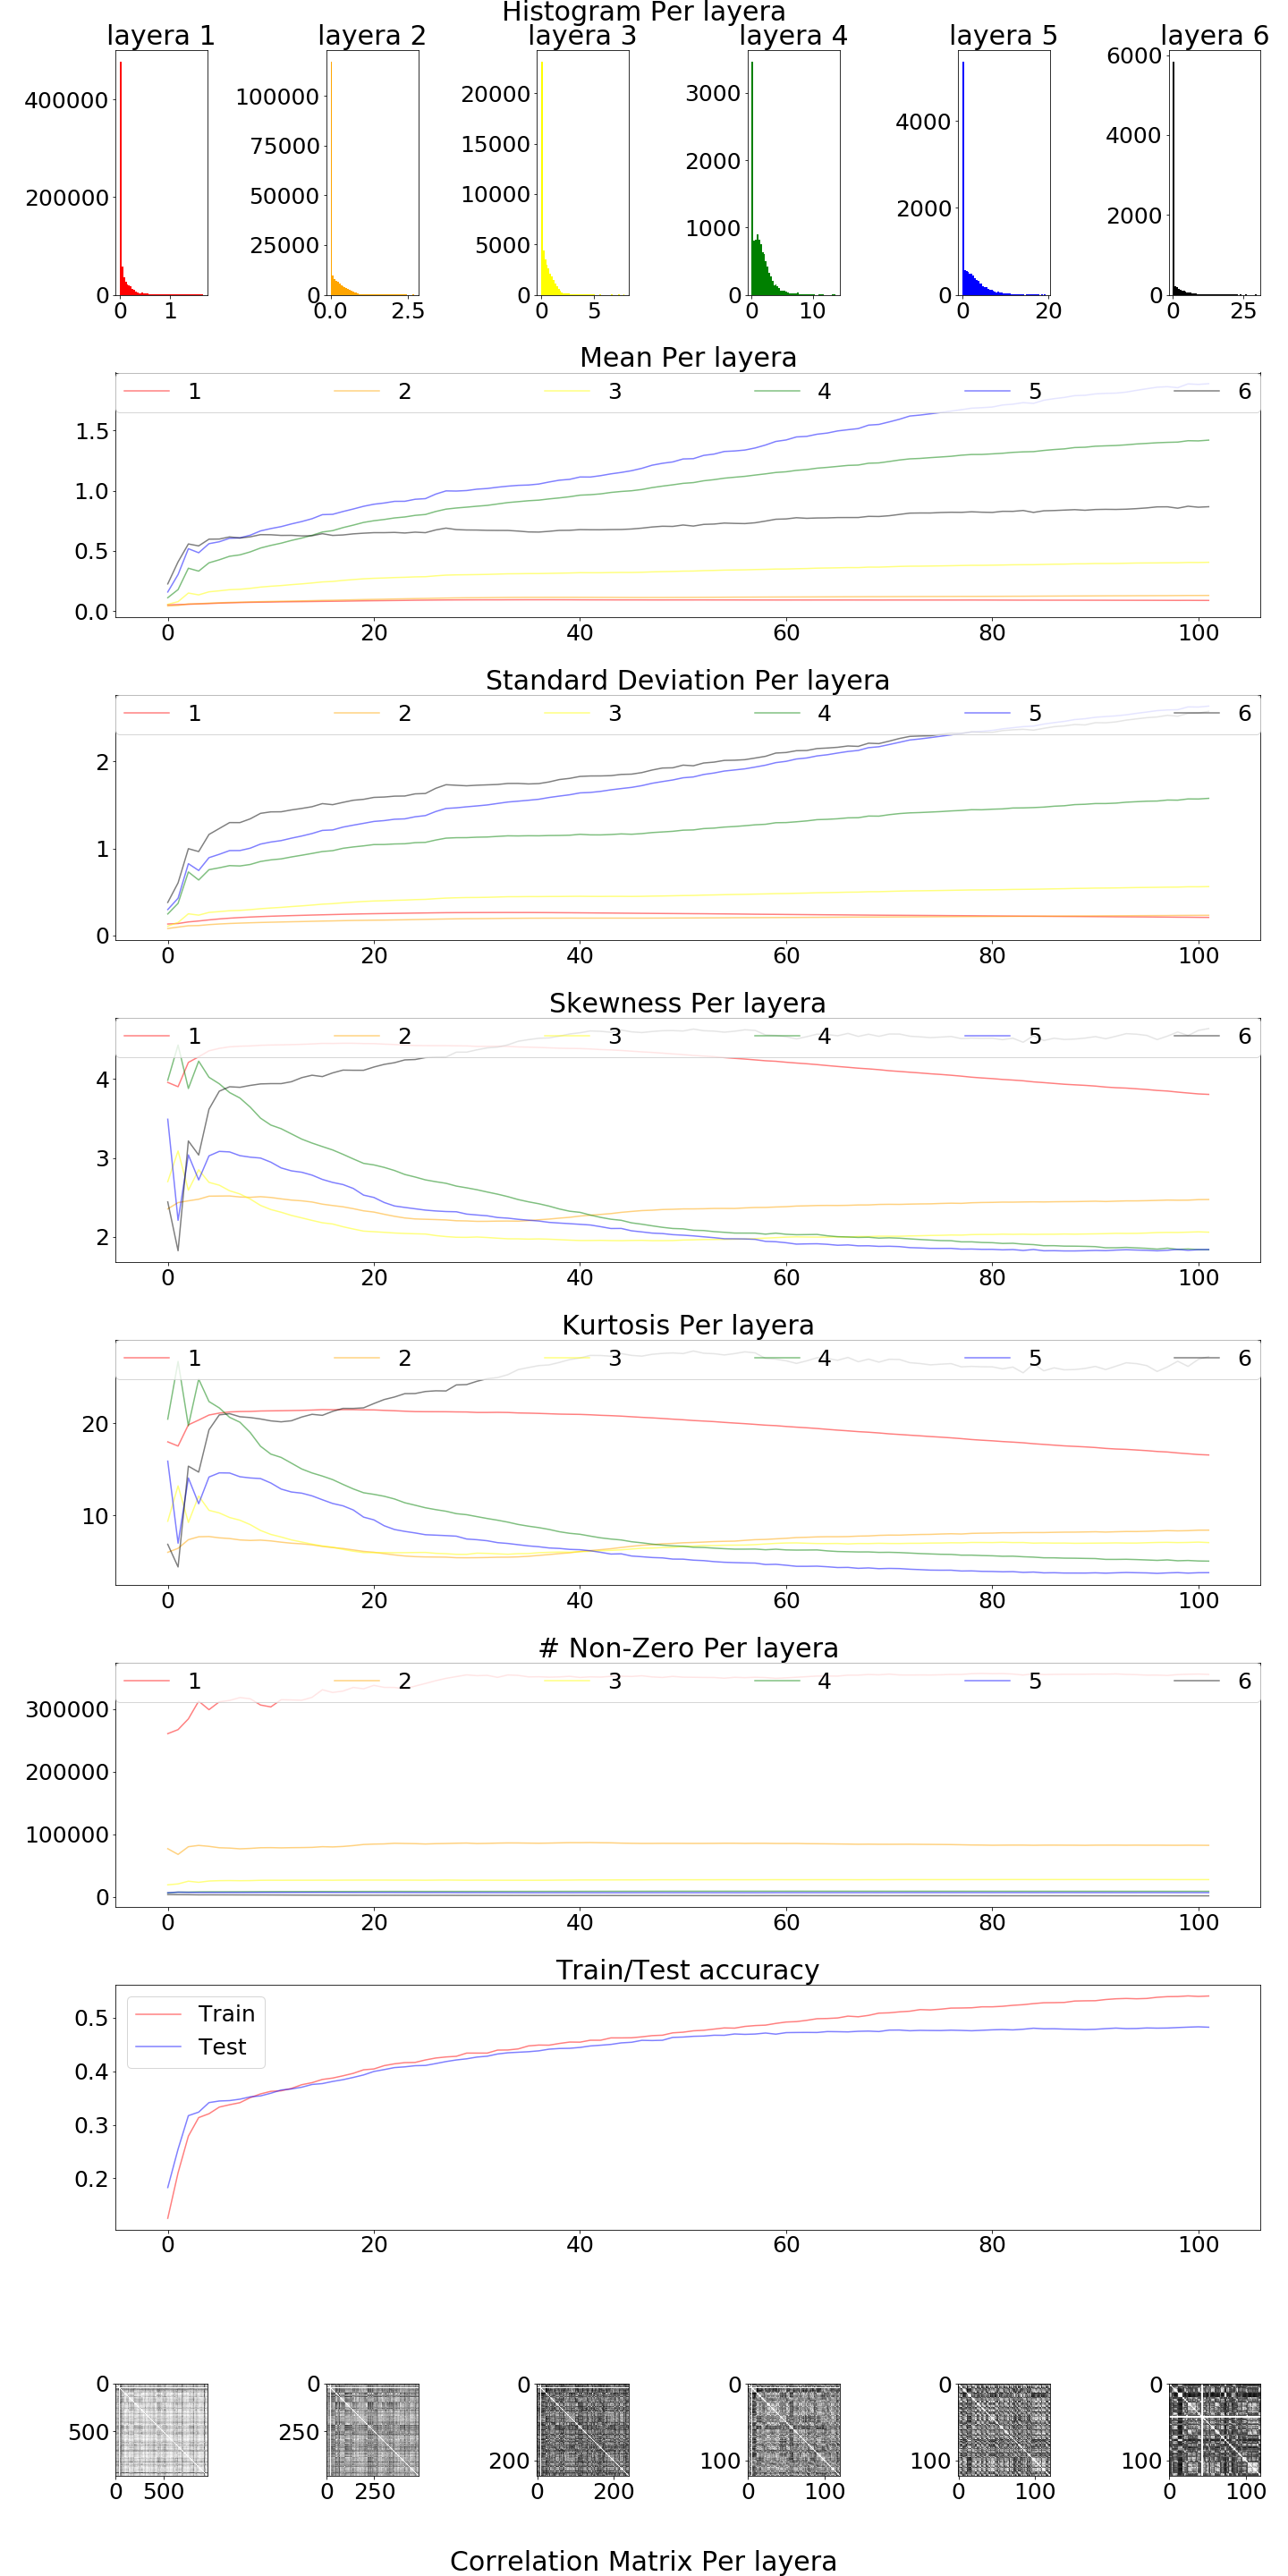 Histogram Per layera
layera 1 layera 2 layera 3 layera 4 layera 5 layera 6
400000 200000 0
0 1
100000 75000 50000 25000 0
0.0 2.5
20000 15000 10000 5000 0
0 5
3000 2000 1000 0
0 10
4000 2000 0
0 20
6000 4000 2000 0
0 25
Mean Per layera
1 2 3 4 5 6
1.5
1.0
0.5
0.0
0 20 40 60 80 100
Standard Deviation Per layera
1 2 3 4 5 6
2
1
0
0 20 40 60 80 100
Skewness Per layera
1 2 3 4 5 6
4
3
2
0 20 40 60 80 100
Kurtosis Per layera
1 2 3 4 5 6
20
10
0 20 40 60 80 100
# Non-Zero Per layera
1 2 3 4 5 6
300000
200000
100000
0
0 20 40 60 80 100
Train/Test accuracy
Train
Test
0.5
0.4
0.3
0.2
0 20 40 60 80 100
0 500
0 500
0 250
0 250
0 200
0 200
0 100
0 100
0 100
0 100
0 100
0 100
Correlation Matrix Per layera